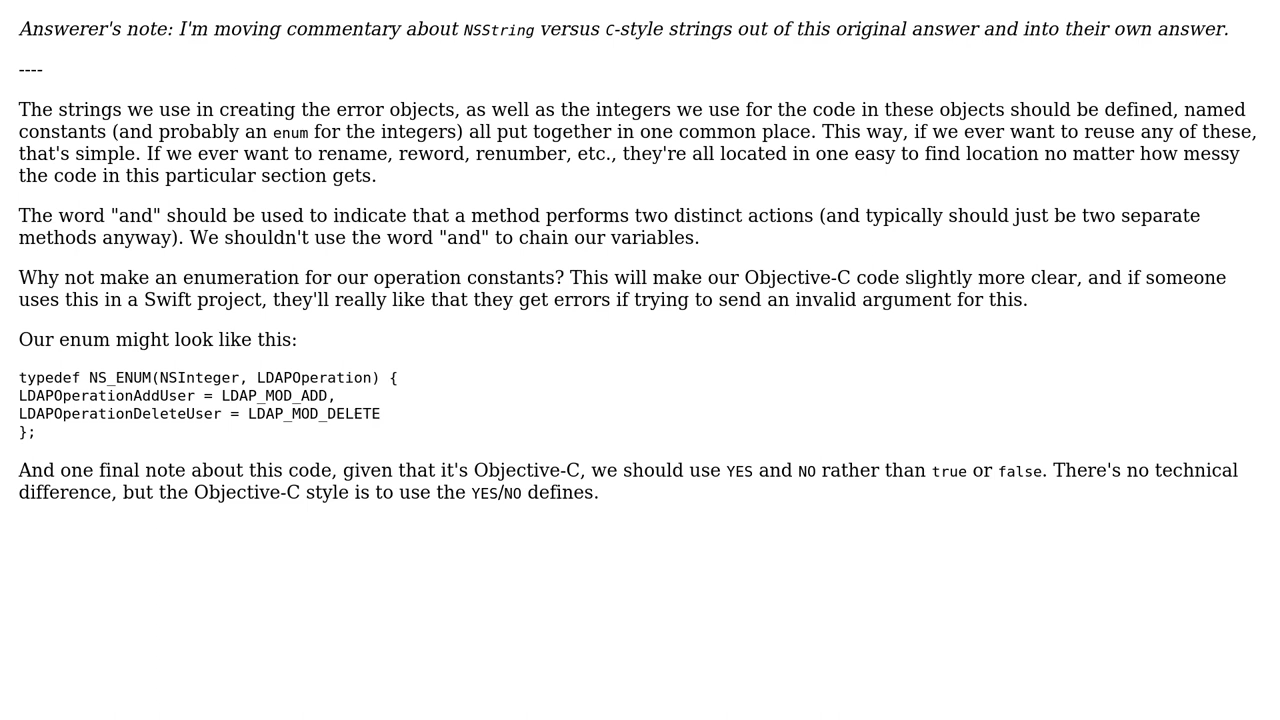 Answerer's note: I'm moving commentary about NSString versus C-style strings out of this original answer and into their own answer.
----
The strings we use in creating the error objects, as well as the integers we use for the code in these objects should be defined, named
constants (and probably an enum for the integers) all put together in one common place. This way, if we ever want to reuse any of these,
that's simple. If we ever want to rename, reword, renumber, etc., they're all located in one easy to find location no matter how messy
the code in this particular section gets.
The word "and" should be used to indicate that a method performs two distinct actions (and typically should just be two separate
methods anyway). We shouldn't use the word "and" to chain our variables.
Why not make an enumeration for our operation constants? This will make our Objective-C code slightly more clear, and if someone
uses this in a Swift project, they'll really like that they get errors if trying to send an invalid argument for this.
Our enum might look like this:
typedef NS_ENUM(NSInteger, LDAPOperation) {
LDAPOperationAddUser = LDAP_MOD_ADD,
LDAPOperationDeleteUser = LDAP_MOD_DELETE
};
And one final note about this code, given that it's Objective-C, we should use YES and NO rather than true or false. There's no technical
difference, but the Objective-C style is to use the YES/NO defines.